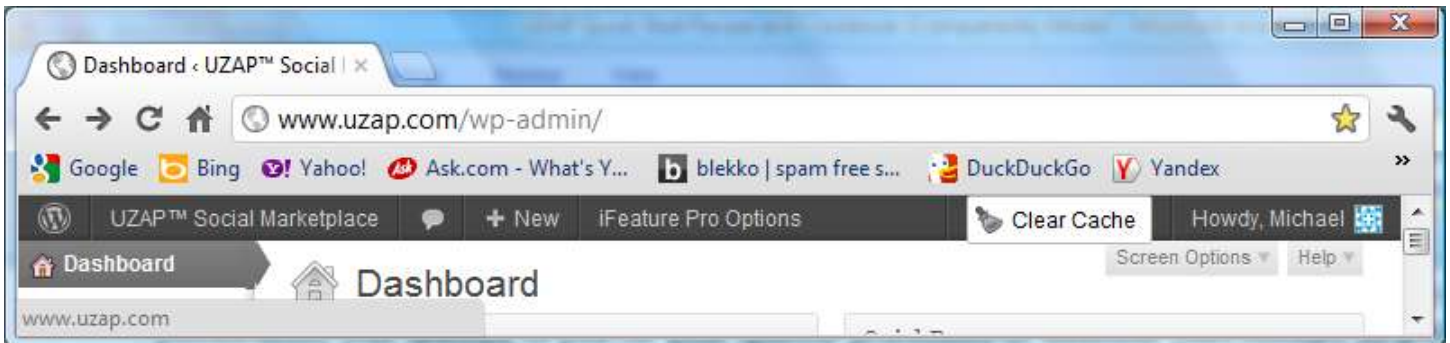 Dashboard ‹ UZAP™ Social
www.uzap.com/wp-admin/
Google Bing Yahoo! Ask.com - What's Y... blekko | spam free s... DuckDuckGo Yandex »
UZAP™ Social Marketplace + New iFeature Pro Options Clear Cache Howdy, Michael
Dashboard
Screen Options Help
Dashboard
www.uzap.com